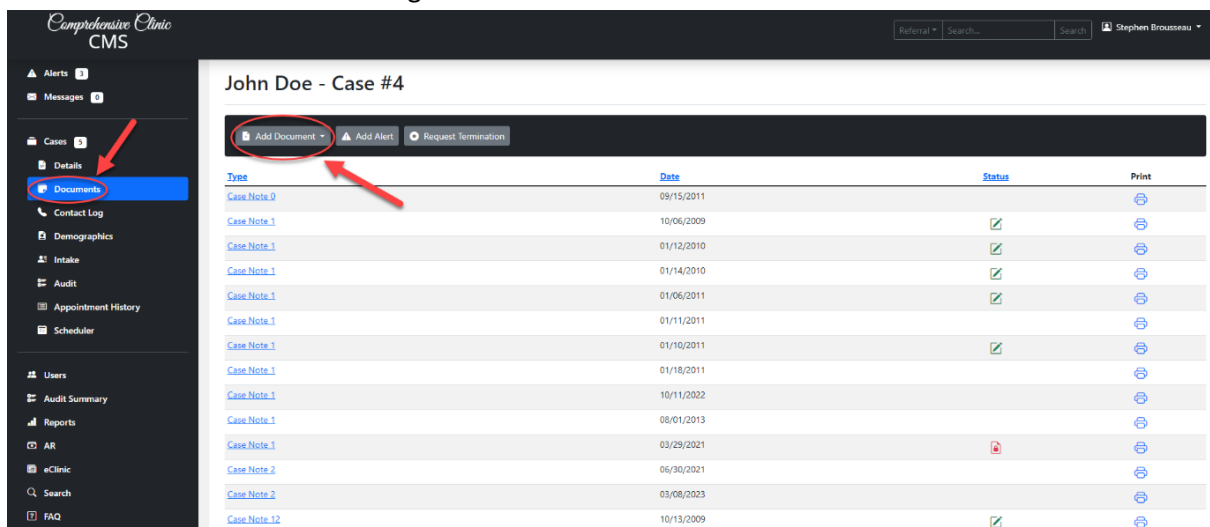 Comprehensive Clinic
CMS
Referral Search... Search Stephen Brousseau
Alerts 3
Messages 0
Cases 5
Details
Documents
Contact Log
Demographics
Intake
Audit
Appointment History
Scheduler
Users
Audit Summary
Reports
AR
eClinic
Search
FAQ
John Doe - Case #4
Add Document Add Alert Request Termination
Type Date Status Print
Case Note 0 09/15/2011
Case Note 1 10/06/2009
Case Note 1 01/12/2010
Case Note 1 01/14/2010
Case Note 1 01/06/2011
Case Note 1 01/11/2011
Case Note 1 01/10/2011
Case Note 1 01/18/2011
Case Note 1 10/11/2022
Case Note 1 08/01/2013
Case Note 1 03/29/2021
Case Note 2 06/30/2021
Case Note 2 03/08/2023
Case Note 12 10/13/2009